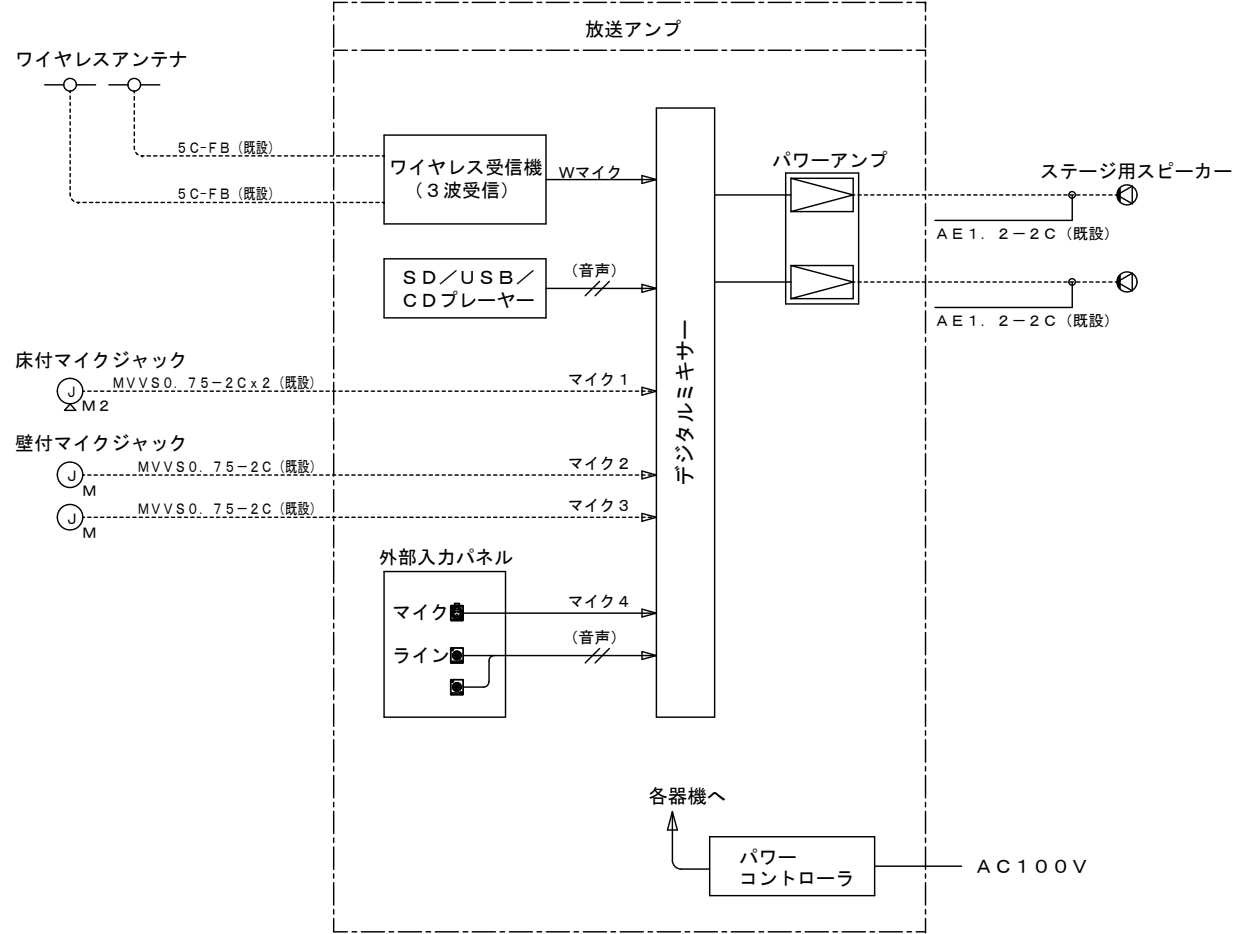 放送アンプ
ワイヤレスアンテナ
5C-FB (既設)
5C-FB (既設)
ワイヤレス受信機
(3波受信)
Wマイク
パワーアンプ
ステージ用スピーカー
AE1.2-2C (既設)
AE1.2-2C (既設)
SD/USB/
CDプレーヤー
(音声)
デジタルミキサー
床付マイクジャック
J
M2
MVVS0.75-2Cx2 (既設)
マイク1
壁付マイクジャック
J
M
MVVS0.75-2C (既設)
マイク2
J
M
MVVS0.75-2C (既設)
マイク3
外部入力パネル
マイク
マイク4
ライン
(音声)
各器機へ
パワー
コントローラ
AC100V